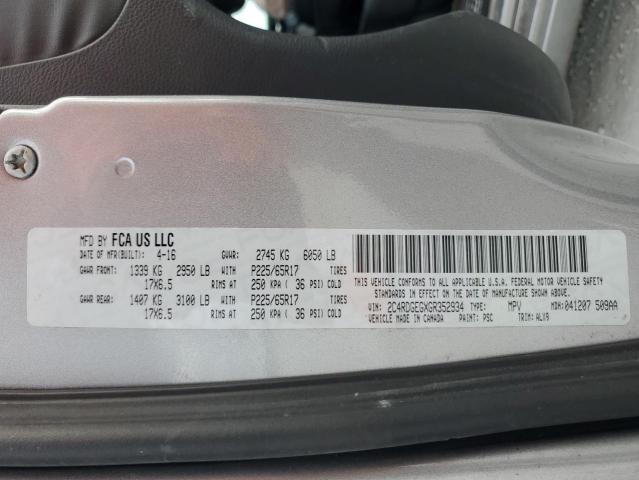 MFD BY FCA US LLC
DATE OF MFR(BUILT): 4-16 GVWR: 2745 KG 6050 LB
GAWR FRONT: 1339 KG 2950 LB WITH P225/65R17 TIRES
17X6.5 RIMS AT 250 KPA ( 36 PSI) COLD
GAWR REAR: 1407 KG 3100 LB WITH P225/65R17 TIRES
17X6.5 RIMS AT 250 KPA ( 36 PSI) COLD
THIS VEHICLE CONFORMS TO ALL APPLICABLE U.S.A. FEDERAL MOTOR VEHICLE SAFETY
STANDARDS IN EFFECT ON THE DATE OF MANUFACTURE SHOWN ABOVE.
VIN: 2C4RDGEGXGR352934 TYPE: MPV MDH: 041207 509AA
VEHICLE MADE IN CANADA PAINT: PSC TRIM: ALX9